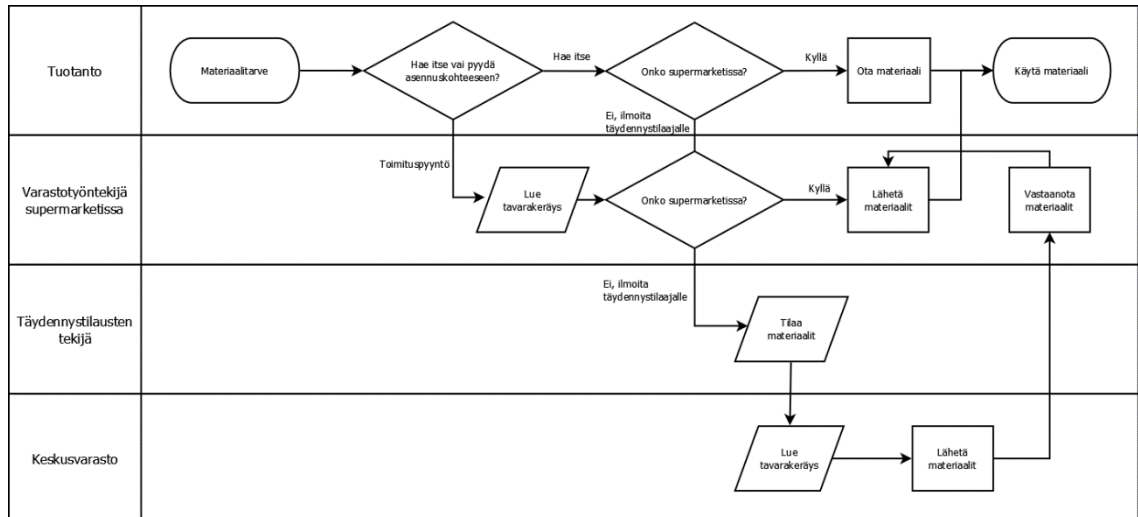 Tuotanto
Materiaalitarve
Hae itse vai pyydä
asennuskohteeseen?
Hae itse
Onko supermarketissa?
Kyllä
Ota materiaali
Käytä materiaali
Ei, ilmoita
täydennystilaajalle
Varastotyöntekijä
supermarketissa
Toimituspyyntö
Lue
tavarakeräys
Onko supermarketissa?
Kyllä
Lähetä
materiaalit
Vastaanota
materiaalit
Ei, ilmoita
täydennystilaajalle
Täydennystilausten
tekijä
Tilaa
materiaalit
Keskusvarasto
Lue
tavarakeräys
Lähetä
materiaalit